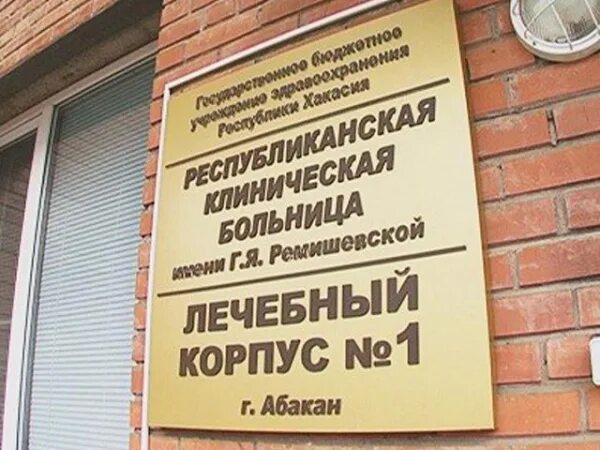 Государственное бюджетное
учреждение здравоохранения
Республики Хакасия
РЕСПУБЛИКАНСКАЯ
КЛИНИЧЕСКАЯ
БОЛЬНИЦА
имени Г.Я. Ремишевской
ЛЕЧЕБНЫЙ
КОРПУС №1
г. Абакан